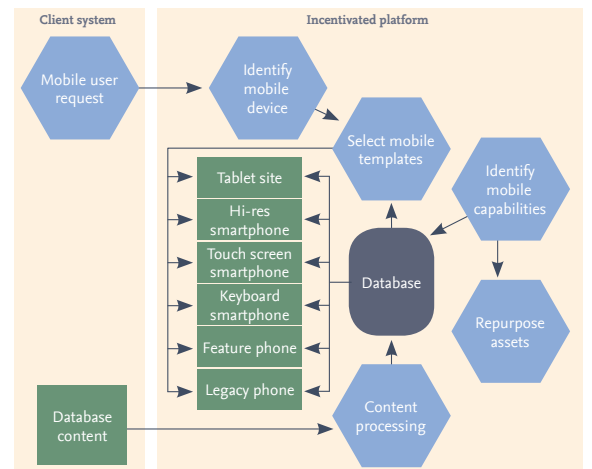 Client system
Incentivated platform
Mobile user
request
Identify
mobile
device
Select mobile
templates
Identify
mobile
capabilities
Tablet site
Hi-res
smartphone
Touch screen
smartphone
Keyboard
smartphone
Feature phone
Legacy phone
Database
Repurpose
assets
Database
content
Content
processing